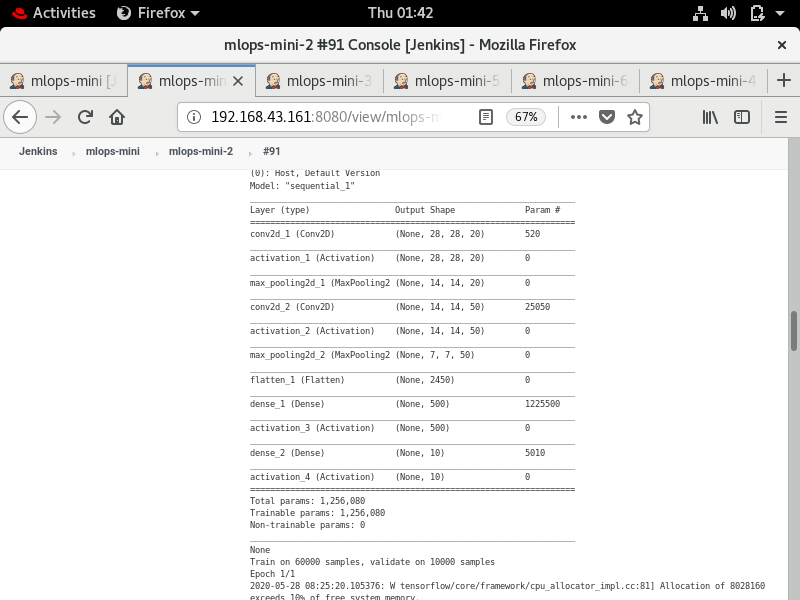 Activities Firefox Thu 01:42
mlops-mini-2 #91 Console [Jenkins] - Mozilla Firefox
mlops-mini [J mlops-min mlops-mini-3 mlops-mini-5 mlops-mini-6 mlops-mini-4
192.168.43.161:8080/view/mlops-m 67%
Jenkins mlops-mini mlops-mini-2 #91
(0): Host, Default Version
Model: "sequential_1"
Layer (type) Output Shape Param #
conv2d_1 (Conv2D) (None, 28, 28, 20) 520
activation_1 (Activation) (None, 28, 28, 20) 0
max_pooling2d_1 (MaxPooling2 (None, 14, 14, 20) 0
conv2d_2 (Conv2D) (None, 14, 14, 50) 25050
activation_2 (Activation) (None, 14, 14, 50) 0
max_pooling2d_2 (MaxPooling2 (None, 7, 7, 50) 0
flatten_1 (Flatten) (None, 2450) 0
dense_1 (Dense) (None, 500) 1225500
activation_3 (Activation) (None, 500) 0
dense_2 (Dense) (None, 10) 5010
activation_4 (Activation) (None, 10) 0
Total params: 1,256,080
Trainable params: 1,256,080
Non-trainable params: 0
None
Train on 60000 samples, validate on 10000 samples
Epoch 1/1
2020-05-28 08:25:20.105376: W tensorflow/core/framework/cpu_allocator_impl.cc:81] Allocation of 8028160
exceeds 10% of free system memory.